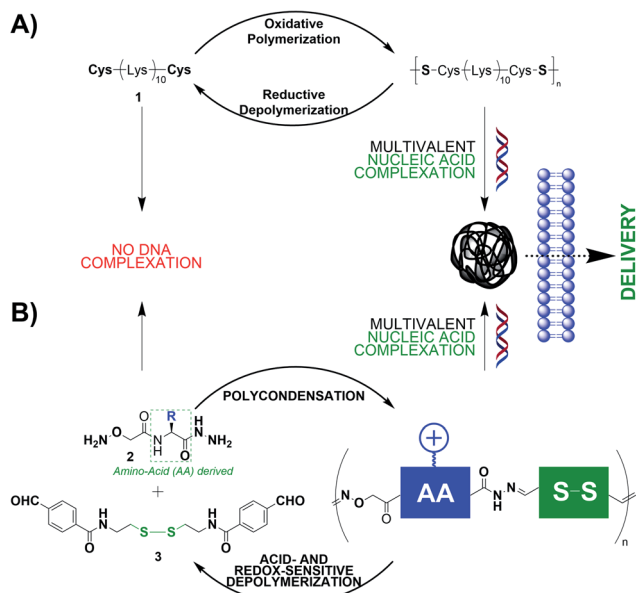 A)
Oxidative
Polymerization
Cys-(Lys)10-Cys
1
[S-Cys-(Lys)10-Cys-S]n
Reductive
Depolymerization
MULTIVALENT
NUCLEIC ACID
COMPLEXATION
NO DNA
COMPLEXATION
DELIVERY
B)
MULTIVALENT
NUCLEIC ACID
COMPLEXATION
POLYCONDENSATION
H2N O O N H R O H N NH2
2
Amino-Acid (AA) derived
+
+
AA
S-S
N O O O N H N n
OHC
CHO
O H N S S N H O
3
ACID- AND
REDOX-SENSITIVE
DEPOLYMERIZATION